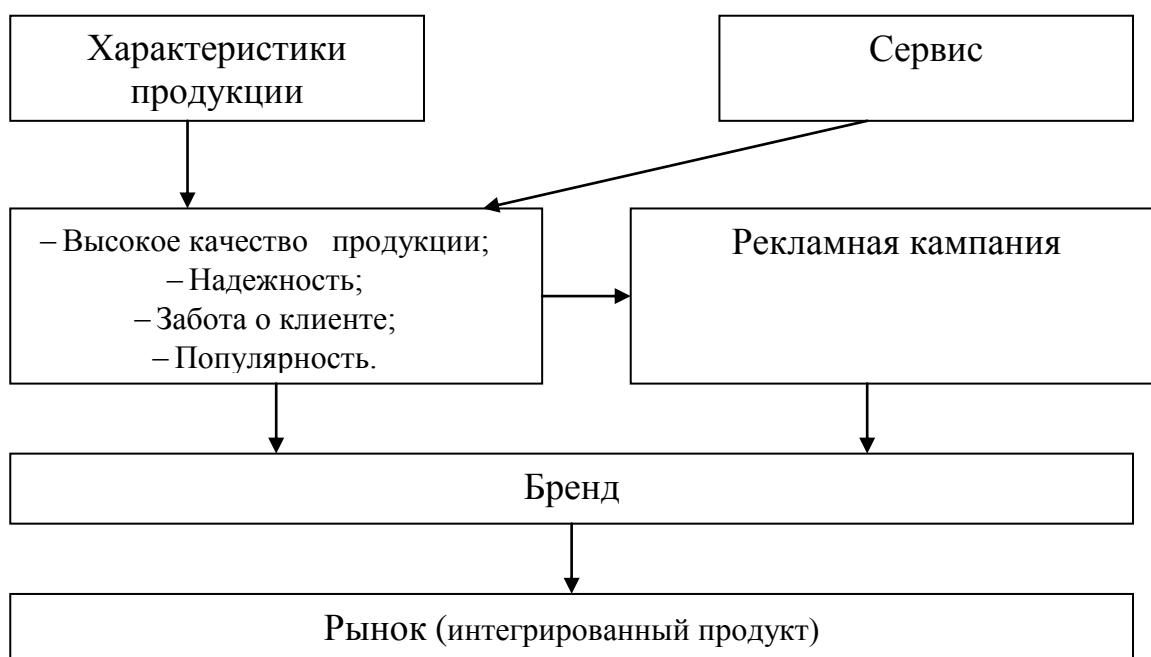 Характеристики
продукции
Сервис
– Высокое качество продукции;
– Надежность;
– Забота о клиенте;
– Популярность.
Рекламная кампания
Бренд
Рынок (интегрированный продукт)